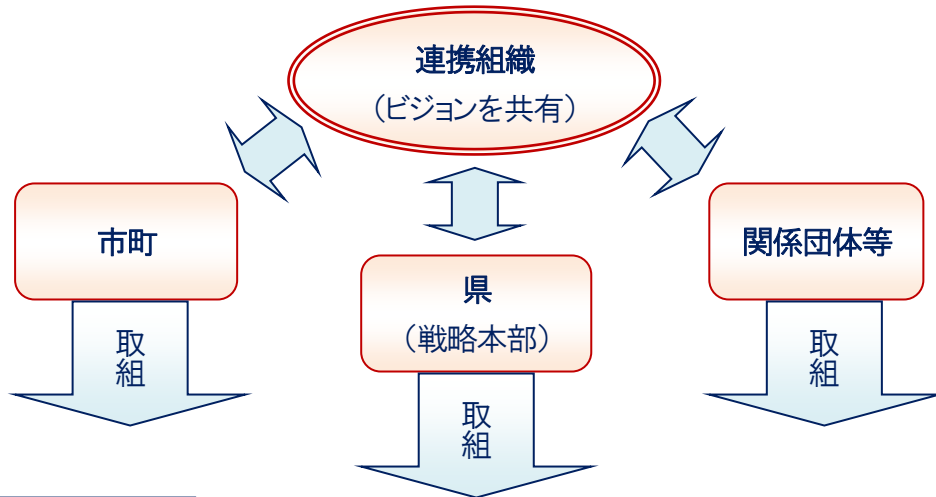 連携組織
（ビジョンを共有）
市町
関係団体等
県
（戦略本部）
取組
取組
取組